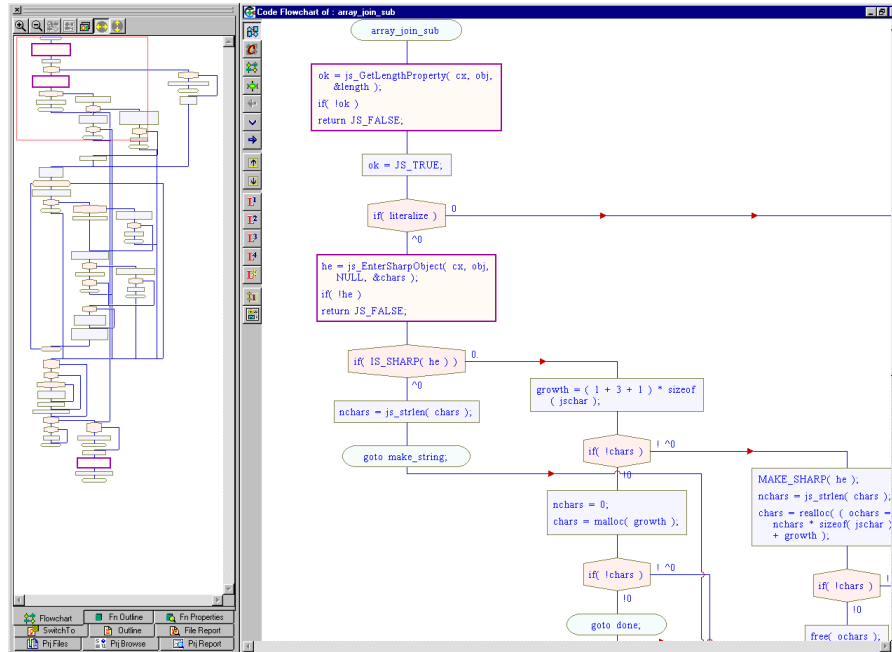 Code Flowchart of : array_join_sub
array_join_sub
ok = js_GetLengthProperty( cx, obj,
&length );
if( !ok )
return JS_FALSE;
ok = JS_TRUE;
if( literalize )
0
^0
he = js_EnterSharpObject( cx, obj,
NULL, &chars );
if( !he )
return JS_FALSE;
if( IS_SHARP( he ) )
0.
^0
growth = ( 1 + 3 + 1 ) * sizeof
( jschar );
nchars = js_strlen( chars );
if( !chars )
! ^0
goto make_string;
!0
MAKE_SHARP( he );
nchars = js_strlen( chars );
chars = realloc( ( ochars =
nchars * sizeof( jschar )
+ growth );
nchars = 0;
chars = malloc( growth );
if( !chars )
! ^0
if( !chars )
!
!0
!0
goto done;
free( ochars );
L1
L2
L3
L4
Flowchart
Fn Outline
Fn Properties
SwitchTo
Outline
File Report
Prj Files
Prj Browse
Prj Report